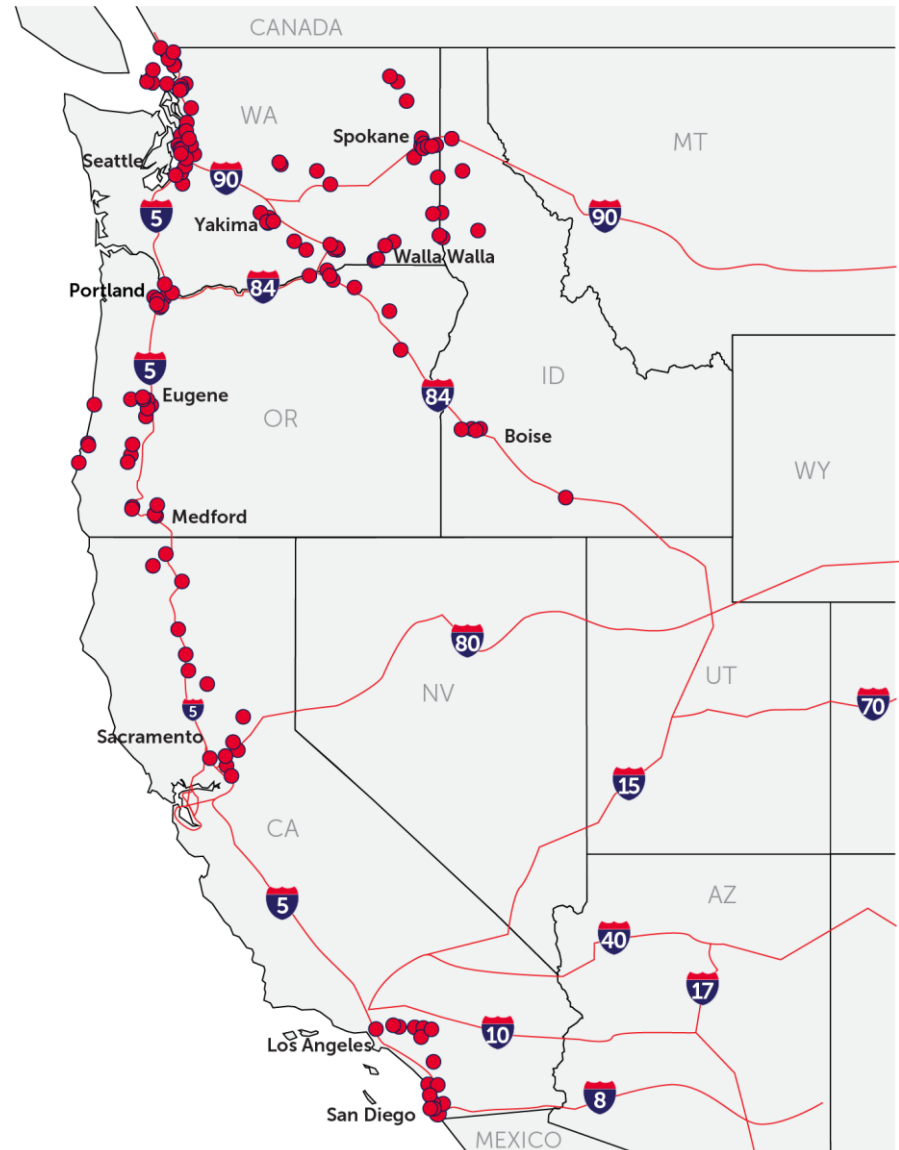 CANADA
WA
Spokane
MT
Seattle
90
5
90
Yakima
Walla Walla
84
Portland
5
ID
84
Eugene
OR
Boise
WY
Medford
80
UT
NV
70
5
Sacramento
15
CA
5
AZ
40
17
10
Los Angeles
8
San Diego
MEXICO